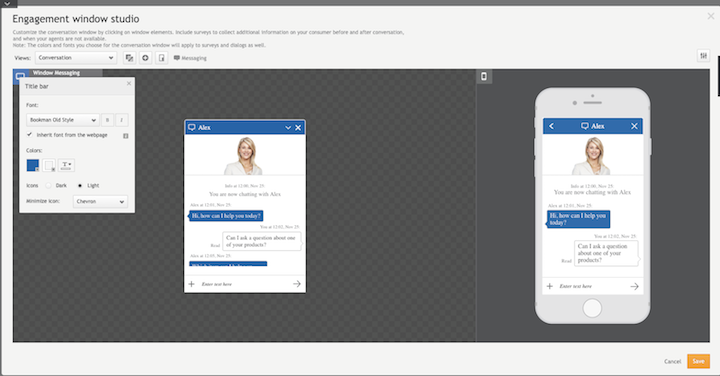 Engagement window studio
Customize the conversation window by clicking on window elements. Include surveys to collect additional information on your consumer before and after conversation,
and when your agents are not available.
Note: The colors and fonts you choose for the conversation window will apply to surveys and dialogs as well.
Views: Conversation
Messaging
Window Messaging
Title bar
Font:
Bookman Old Style
B
I
Inherit font from the webpage
Colors:
T
Icons Dark Light
Minimize icon: Chevron
Alex
Info at 12:00, Nov 25
You are now chatting with Alex
Alex at 12:01, Nov 25
Hi, how can I help you today?
You at 12:02, Nov 25
Can I ask a question about one
of your products?
Read
Alex at 12:05, Nov 25
Enter text here
Alex
Info at 12:00, Nov 25
You are now chatting with Alex
Alex at 12:01, Nov 25
Hi, how can I help you
today?
You at 12:02, Nov 25
Can I ask a question
about one of your
products?
Read
Enter text here
Cancel
Save